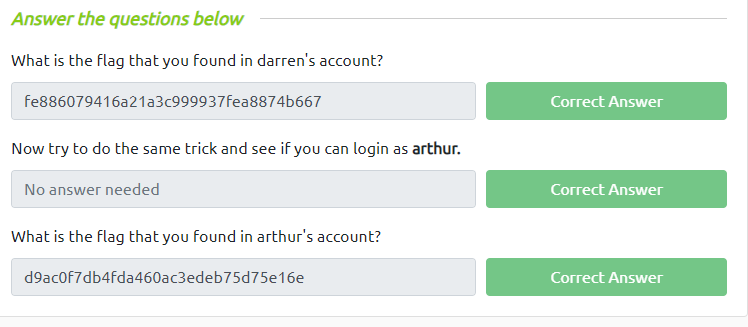 Answer the questions below
What is the flag that you found in darren's account?
fe886079416a21a3c999937fea8874b667
Correct Answer
Now try to do the same trick and see if you can login as arthur.
No answer needed
Correct Answer
What is the flag that you found in arthur's account?
d9ac0f7db4fda460ac3edeb75d75e16e
Correct Answer